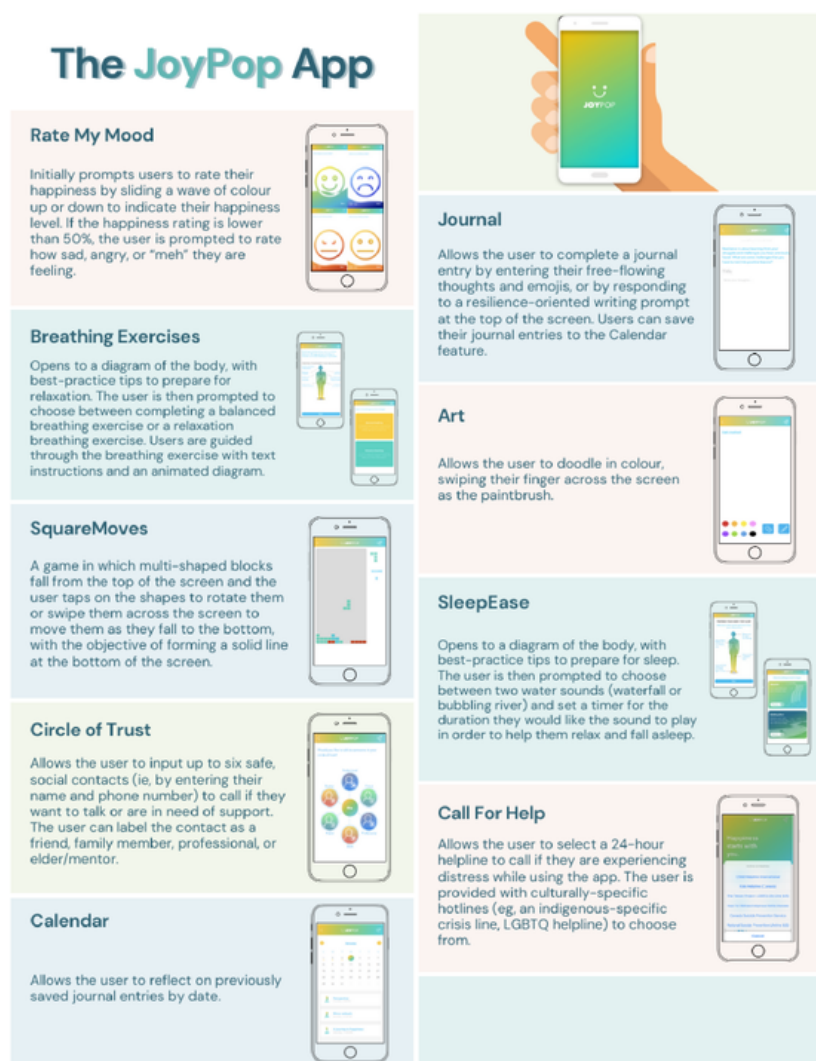 The JoyPop App
JOYPOP
Rate My Mood
Initially prompts users to rate their
happiness by sliding a wave of colour
up or down to indicate their happiness
level. If the happiness rating is lower
than 50%, the user is prompted to rate
how sad, angry, or “meh” they are
feeling.
Breathing Exercises
Opens to a diagram of the body, with
best-practice tips to prepare for
relaxation. The user is then prompted to
choose between completing a balanced
breathing exercise or a relaxation
breathing exercise. Users are guided
through the breathing exercise with text
instructions and an animated diagram.
SquareMoves
A game in which multi-shaped blocks
fall from the top of the screen and the
user taps on the shapes to rotate them
or swipe them across the screen to
move them as they fall to the bottom,
with the objective of forming a solid line
at the bottom of the screen.
Circle of Trust
Allows the user to input up to six safe,
social contacts (ie, by entering their
name and phone number) to call if they
want to talk or are in need of support.
The user can label the contact as a
friend, family member, professional, or
elder/mentor.
Calendar
Allows the user to reflect on previously
saved journal entries by date.
Journal
Allows the user to complete a journal
entry by entering their free-flowing
thoughts and emojis, or by responding
to a resilience-oriented writing prompt
at the top of the screen. Users can save
their journal entries to the Calendar
feature.
Art
Allows the user to doodle in colour,
swiping their finger across the screen
as the paintbrush.
SleepEase
Opens to a diagram of the body, with
best-practice tips to prepare for sleep.
The user is then prompted to choose
between two water sounds (waterfall or
bubbling river) and set a timer for the
duration they would like the sound to play
in order to help them relax and fall asleep.
Call For Help
Allows the user to select a 24-hour
helpline to call if they are experiencing
distress while using the app. The user is
provided with culturally-specific
hotlines (eg, an indigenous-specific
crisis line, LGBTQ helpline) to choose
from.
Happiness
starts with
you